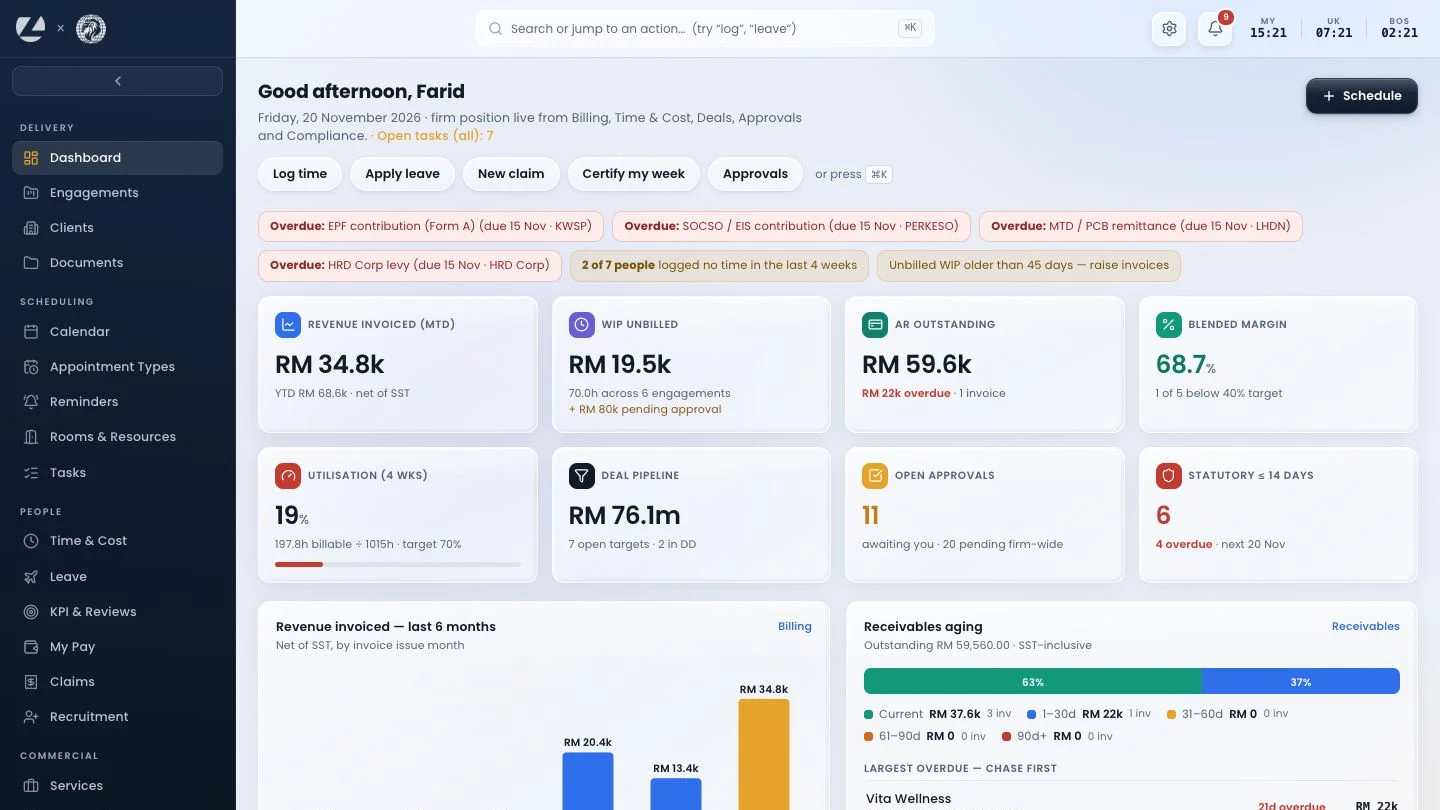 ×
Search or jump to an action… (try “log”, “leave”)
⌘K
9
MY
15:21
UK
07:21
BOS
02:21
DELIVERY
Dashboard
Engagements
Clients
Documents
SCHEDULING
Calendar
Appointment Types
Reminders
Rooms & Resources
Tasks
PEOPLE
Time & Cost
Leave
KPI & Reviews
My Pay
Claims
Recruitment
COMMERCIAL
Services
Good afternoon, Farid
Friday, 20 November 2026 · firm position live from Billing, Time & Cost, Deals, Approvals
and Compliance. · Open tasks (all): 7
+ Schedule
Log time
Apply leave
New claim
Certify my week
Approvals
or press ⌘K
Overdue: EPF contribution (Form A) (due 15 Nov · KWSP)
Overdue: SOCSO / EIS contribution (due 15 Nov · PERKESO)
Overdue: MTD / PCB remittance (due 15 Nov · LHDN)
Overdue: HRD Corp levy (due 15 Nov · HRD Corp)
2 of 7 people logged no time in the last 4 weeks
Unbilled WIP older than 45 days — raise invoices
REVENUE INVOICED (MTD)
RM 34.8k
YTD RM 68.6k · net of SST
WIP UNBILLED
RM 19.5k
70.0h across 6 engagements
+ RM 80k pending approval
AR OUTSTANDING
RM 59.6k
RM 22k overdue · 1 invoice
BLENDED MARGIN
68.7%
1 of 5 below 40% target
UTILISATION (4 WKS)
19%
197.8h billable ÷ 1015h · target 70%
DEAL PIPELINE
RM 76.1m
7 open targets · 2 in DD
OPEN APPROVALS
11
awaiting you · 20 pending firm-wide
STATUTORY ≤ 14 DAYS
6
4 overdue · next 20 Nov
Revenue invoiced — last 6 months
Billing
Net of SST, by invoice issue month
RM 20.4k
RM 13.4k
RM 34.8k
Receivables aging
Receivables
Outstanding RM 59,560.00 · SST-inclusive
63%
37%
Current RM 37.6k 3 inv
1–30d RM 22k 1 inv
31–60d RM 0 0 inv
61–90d RM 0 0 inv
90d+ RM 0 0 inv
LARGEST OVERDUE — CHASE FIRST
Vita Wellness
21d overdue
RM 22k